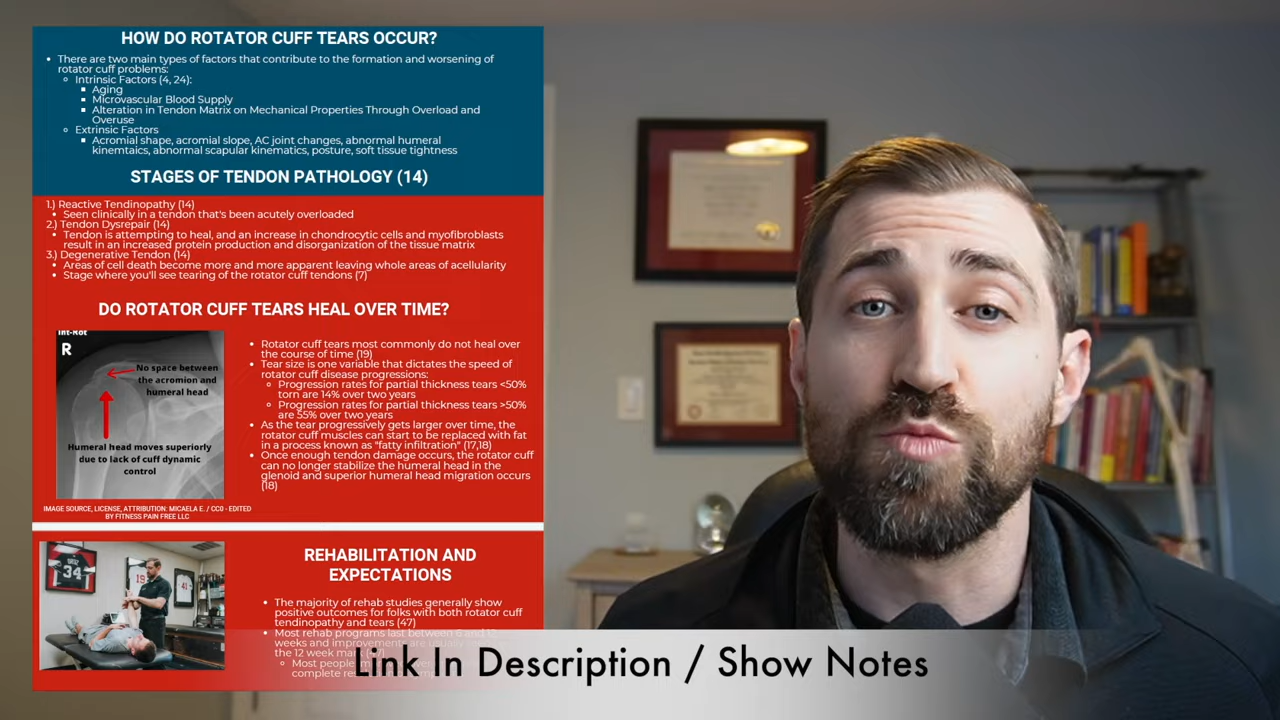 HOW DO ROTATOR CUFF TEARS OCCUR?
• There are two main types of factors that contribute to the formation and worsening of
rotator cuff problems:
◦ Intrinsic Factors (4, 24):
▪ Aging
▪ Microvascular Blood Supply
▪ Alteration in Tendon Matrix on Mechanical Properties Through Overload and
Overuse
◦ Extrinsic Factors
▪ Acromial shape, acromial slope, AC joint changes, abnormal humeral
kinemtaics, abnormal scapular kinematics, posture, soft tissue tightness
STAGES OF TENDON PATHOLOGY (14)
1.) Reactive Tendinopathy (14)
• Seen clinically in a tendon that's been acutely overloaded
2.) Tendon Dysrepair (14)
• Tendon is attempting to heal, and an increase in chondrocytic cells and myofibroblasts
result in an increased protein production and disorganization of the tissue matrix
3.) Degenerative Tendon (14)
• Areas of cell death become more and more apparent leaving whole areas of acellularity
• Stage where you'll see tearing of the rotator cuff tendons (7)
DO ROTATOR CUFF TEARS HEAL OVER TIME?
Int-Rot
R
No space between
the acromion and
humeral head
Humeral head moves superiorly
due to lack of cuff dynamic
control
IMAGE SOURCE, LICENSE, ATTRIBUTION: MICAELA E. / CC0 - EDITED
BY FITNESS PAIN FREE LLC
• Rotator cuff tears most commonly do not heal over
the course of time (19)
• Tear size is one variable that dictates the speed of
rotator cuff disease progressions:
◦ Progression rates for partial thickness tears <50%
torn are 14% over two years
◦ Progression rates for partial thickness tears >50%
are 55% over two years
• As the tear progressively gets larger over time, the
rotator cuff muscles can start to be replaced with fat
in a process known as "fatty infiltration" (17,18)
• Once enough tendon damage occurs, the rotator cuff
can no longer stabilize the humeral head in the
glenoid and superior humeral head migration occurs
(18)
34
19
41
REHABILITATION AND
EXPECTATIONS
• The majority of rehab studies generally show
positive outcomes for folks with both rotator cuff
tendinopathy and tears (47)
• Most rehab programs last between
weeks and improvements are
the 12 week mark
◦ Most people
complete
Link In Description / Show Notes